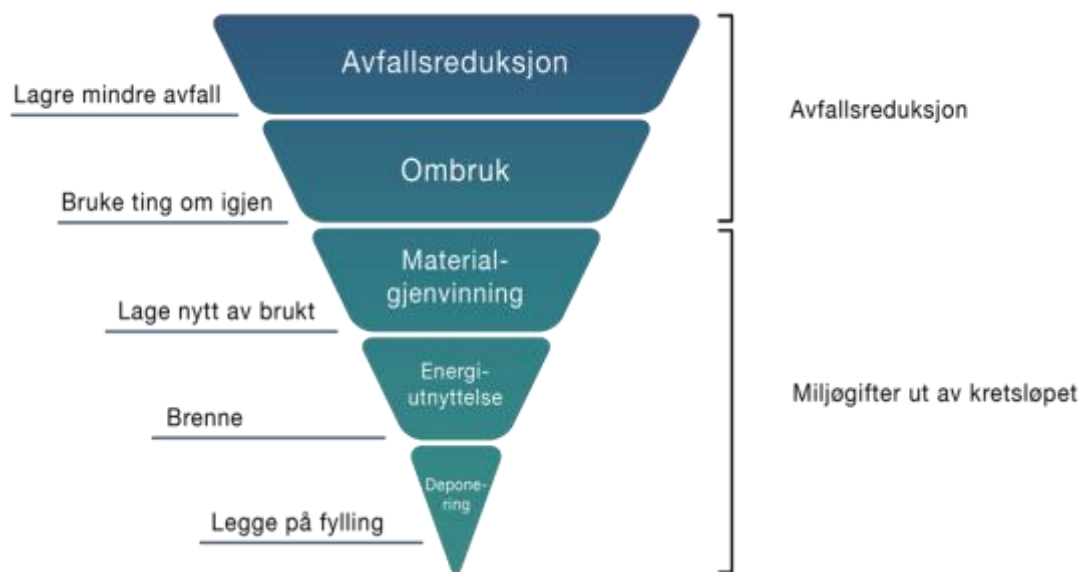 Avfallsreduksjon
Lagre mindre avfall
Avfallsreduksjon
Ombruk
Bruke ting om igjen
Material-
gjenvinning
Lage nytt av brukt
Energi-
utnyttelse
Miljøgifter ut av kretsløpet
Brenne
Depone-
ring
Legge på fylling